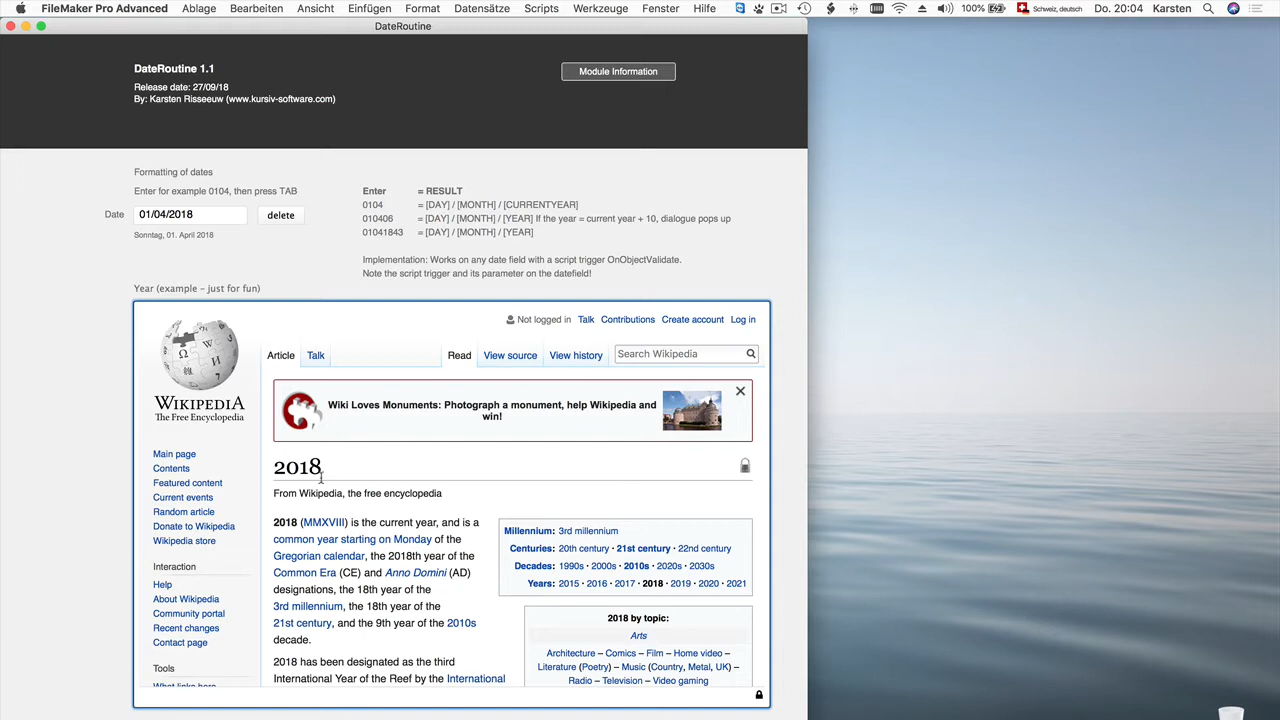 FileMaker Pro Advanced Ablage Bearbeiten Ansicht Einfügen Format Datensätze Scripts Werkzeuge Fenster Hilfe 100% Schweiz, deutsch Do. 20:04 Karsten
DateRoutine
DateRoutine 1.1
Module Information
Release date: 27/09/18
By: Karsten Risseeuw (www.kursiv-software.com)
Formatting of dates
Enter for example 0104, then press TAB
Enter = RESULT
0104 = [DAY] / [MONTH] / [CURRENTYEAR]
Date 01/04/2018 delete
010406 = [DAY] / [MONTH] / [YEAR] If the year = current year + 10, dialogue pops up
01041843 = [DAY] / [MONTH] / [YEAR]
Sonntag, 01. April 2018
Implementation: Works on any date field with a script trigger OnObjectValidate.
Note the script trigger and its parameter on the datefield!
Year (example – just for fun)
Not logged in Talk Contributions Create account Log in
Article Talk Read View source View history Search Wikipedia
WIKIPEDIA
The Free Encyclopedia
Wiki Loves Monuments: Photograph a monument, help Wikipedia and
win!
Main page
Contents
Featured content
Current events
Random article
Donate to Wikipedia
Wikipedia store
Interaction
Help
About Wikipedia
Community portal
Recent changes
Contact page
Tools
What links here
2018
From Wikipedia, the free encyclopedia
2018 (MMXVIII) is the current year, and is a
common year starting on Monday of the
Gregorian calendar, the 2018th year of the
Common Era (CE) and Anno Domini (AD)
designations, the 18th year of the
3rd millennium, the 18th year of the
21st century, and the 9th year of the 2010s
decade.
2018 has been designated as the third
International Year of the Reef by the International
Millennium: 3rd millennium
Centuries: 20th century · 21st century · 22nd century
Decades: 1990s · 2000s · 2010s · 2020s · 2030s
Years: 2015 · 2016 · 2017 · 2018 · 2019 · 2020 · 2021
2018 by topic:
Arts
Architecture – Comics – Film – Home video –
Literature (Poetry) – Music (Country, Metal, UK) –
Radio – Television – Video gaming